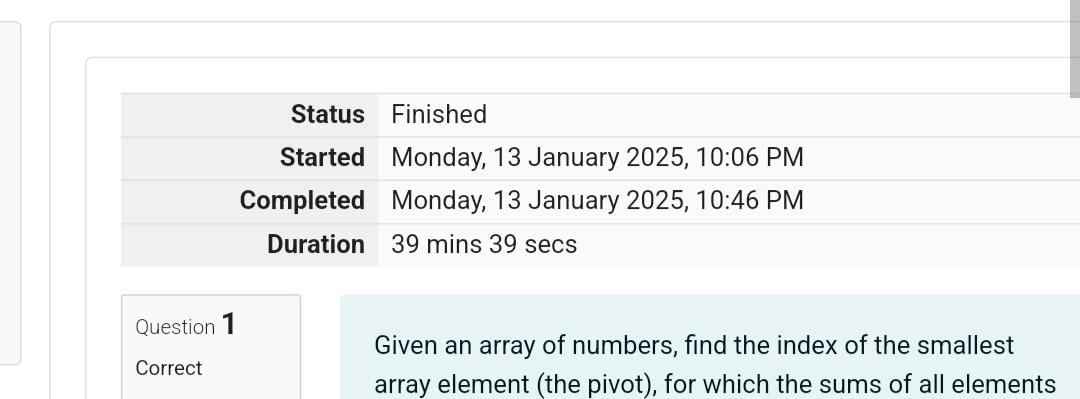 Status Finished
Started Monday, 13 January 2025, 10:06 PM
Completed Monday, 13 January 2025, 10:46 PM
Duration 39 mins 39 secs
Question 1
Correct
Given an array of numbers, find the index of the smallest
array element (the pivot), for which the sums of all elements